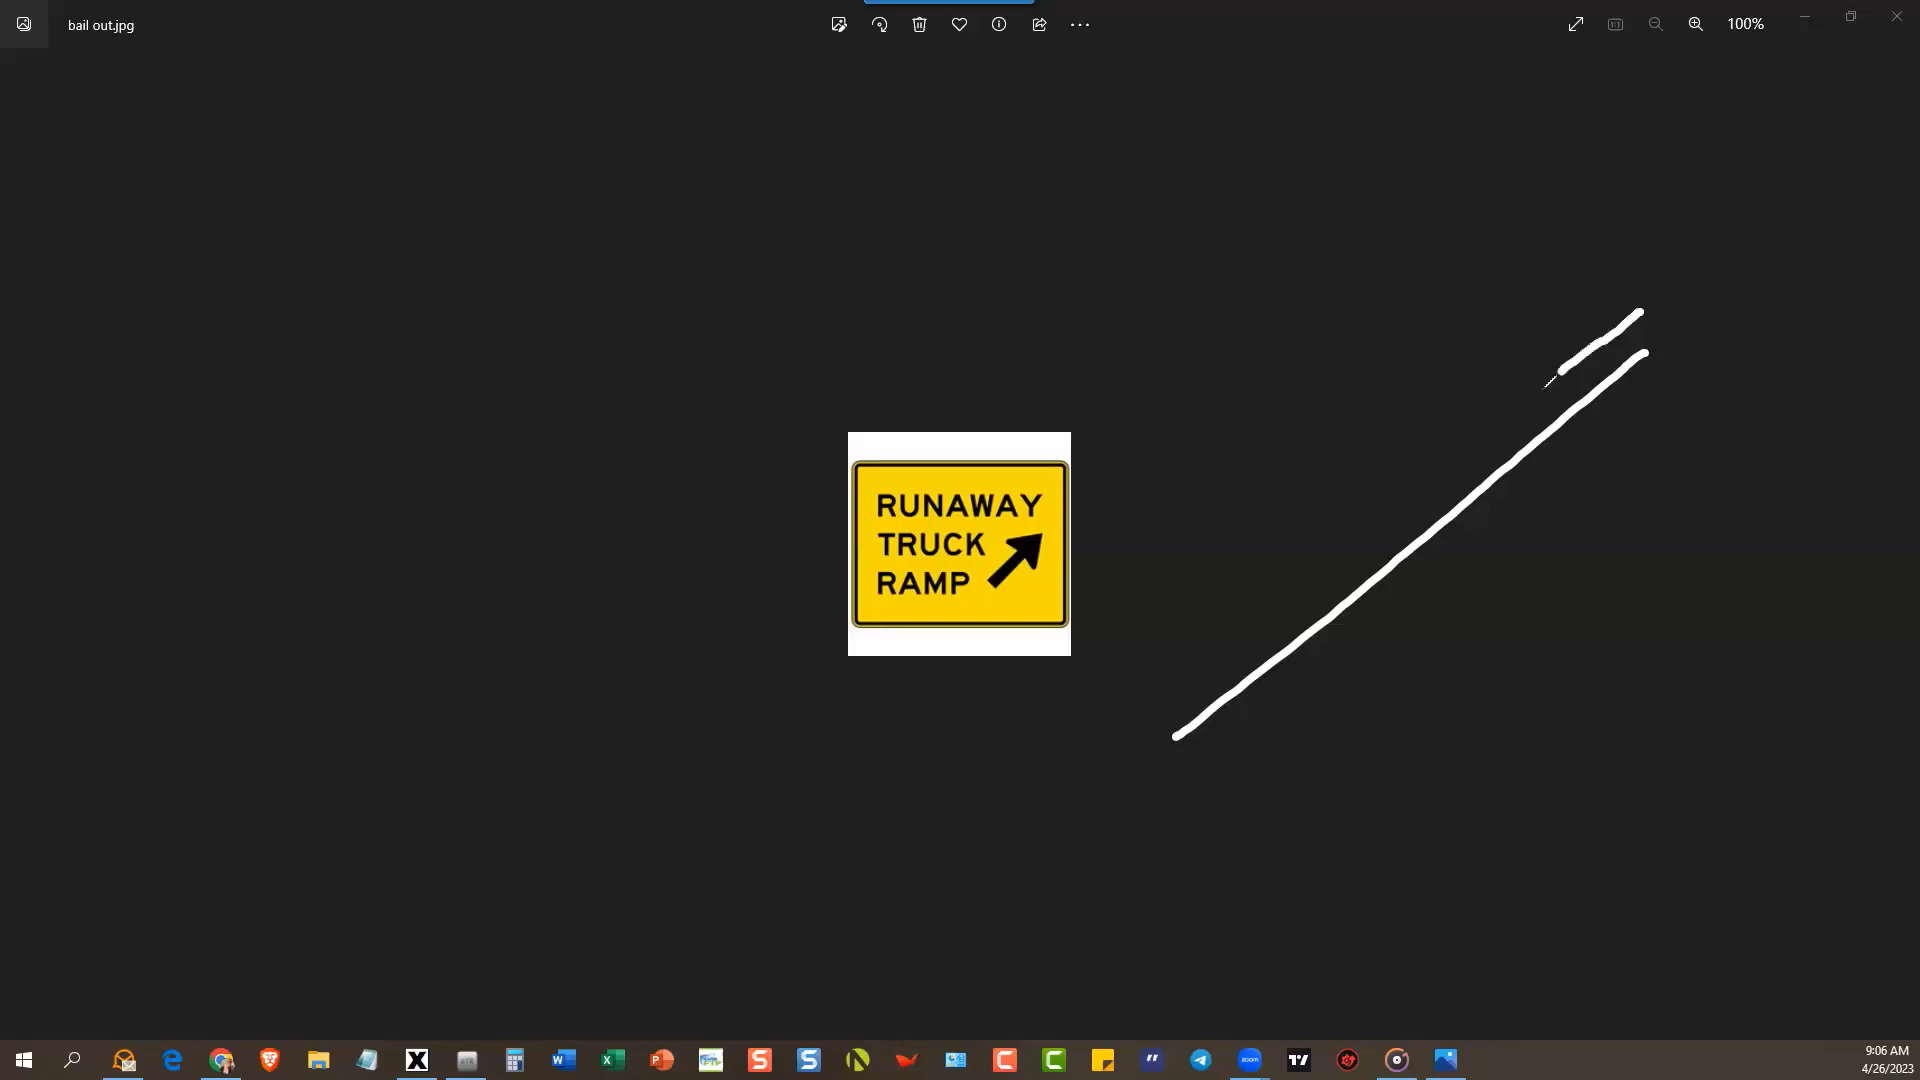 bail out.jpg
100%
RUNAWAY
TRUCK
RAMP
9:06 AM
4/26/2023